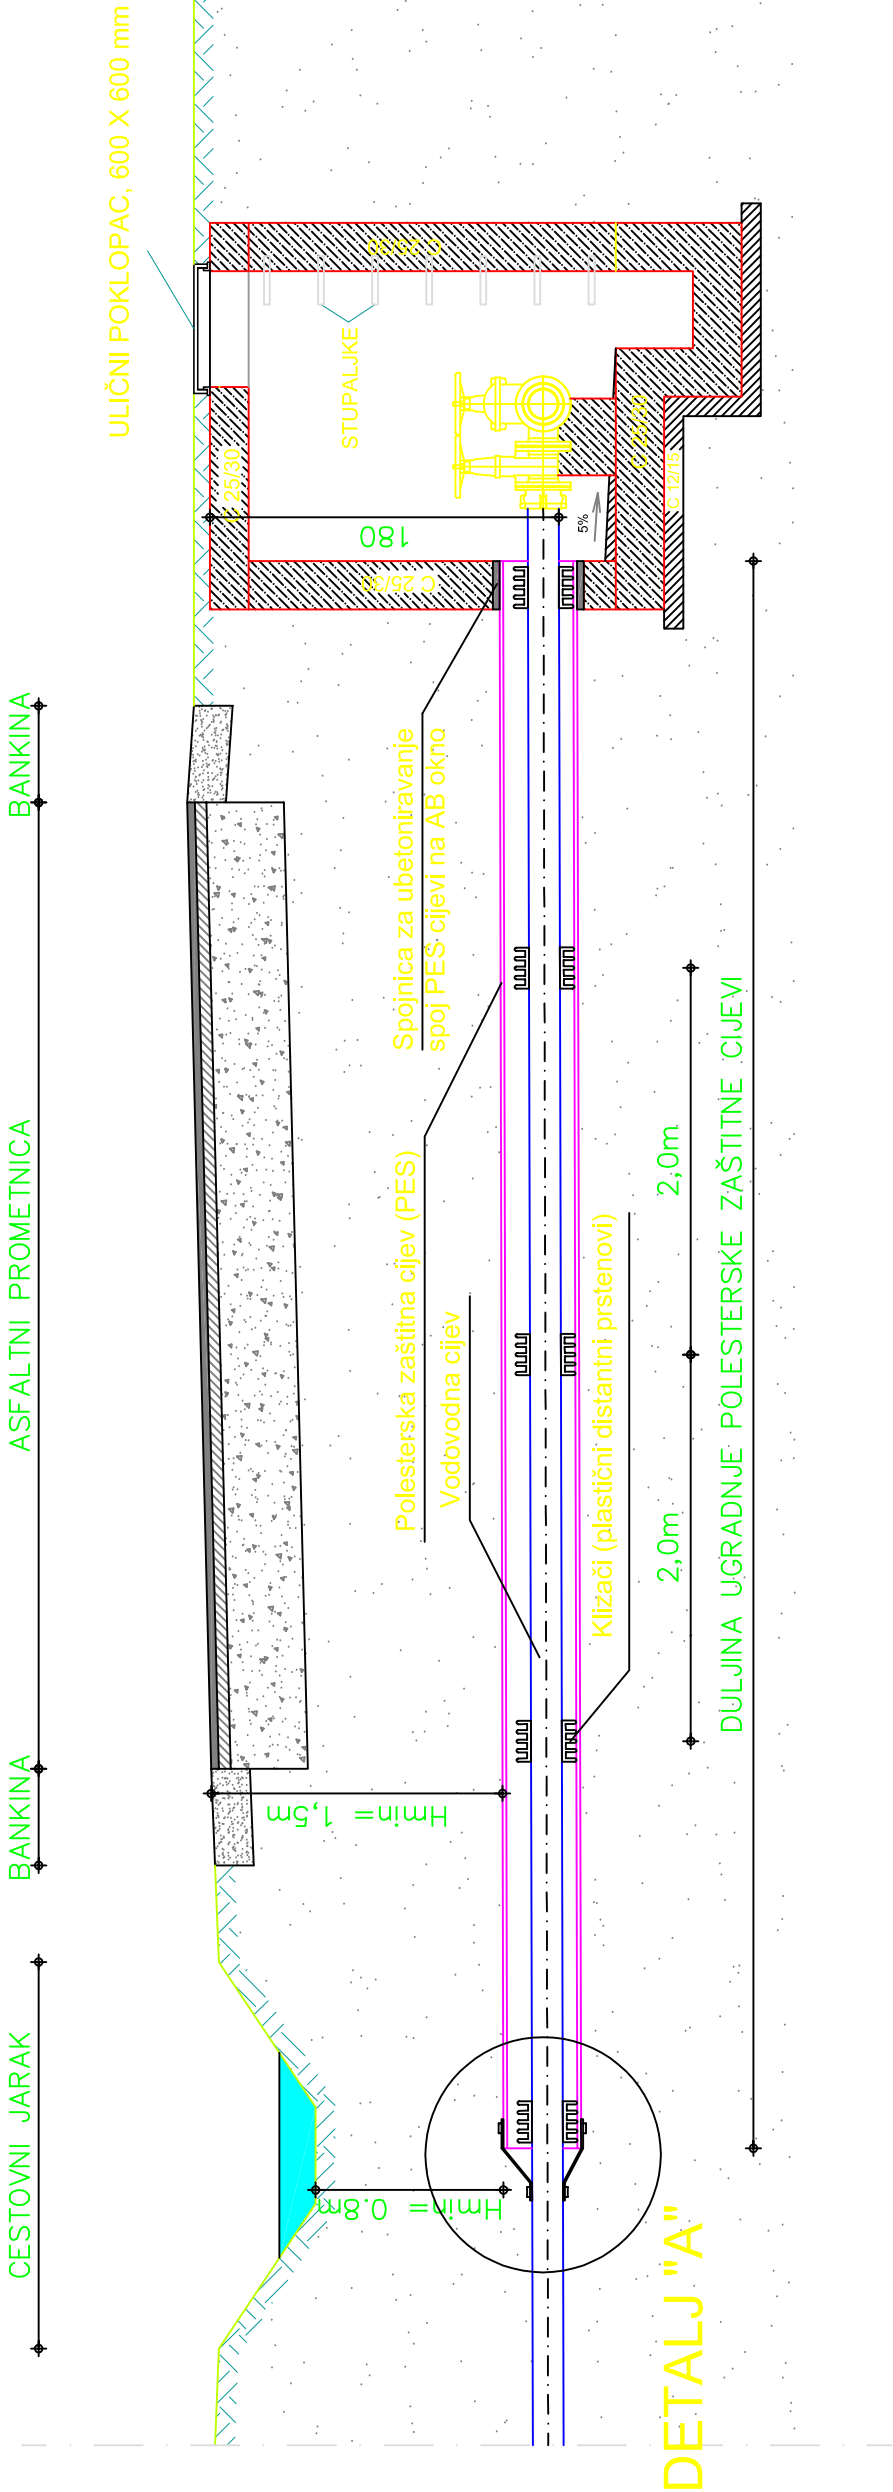 CESTOVNI JARAK
BANKINA
ASFALTNI PROMETNICA
BANKINA
ULIČNI POKLOPAC, 600 X 600 mm
C 25/30
C 25/30
STUPALJKE
C 25/30
180
C 25/30
C 12/15
5%
Hmin= 1,5m
Hmin= 0.8m
Spojnica za ubetoniravanje
spoj PES cijevi na AB okno
Polesterska zaštitna cijev (PES)
Vodovodna cijev
Klizači (plastični distantni prstenovi)
2,0m
2,0m
DULJINA UGRADNJE POLESTERSKE ZAŠTITNE CIJEVI
DETALJ "A"